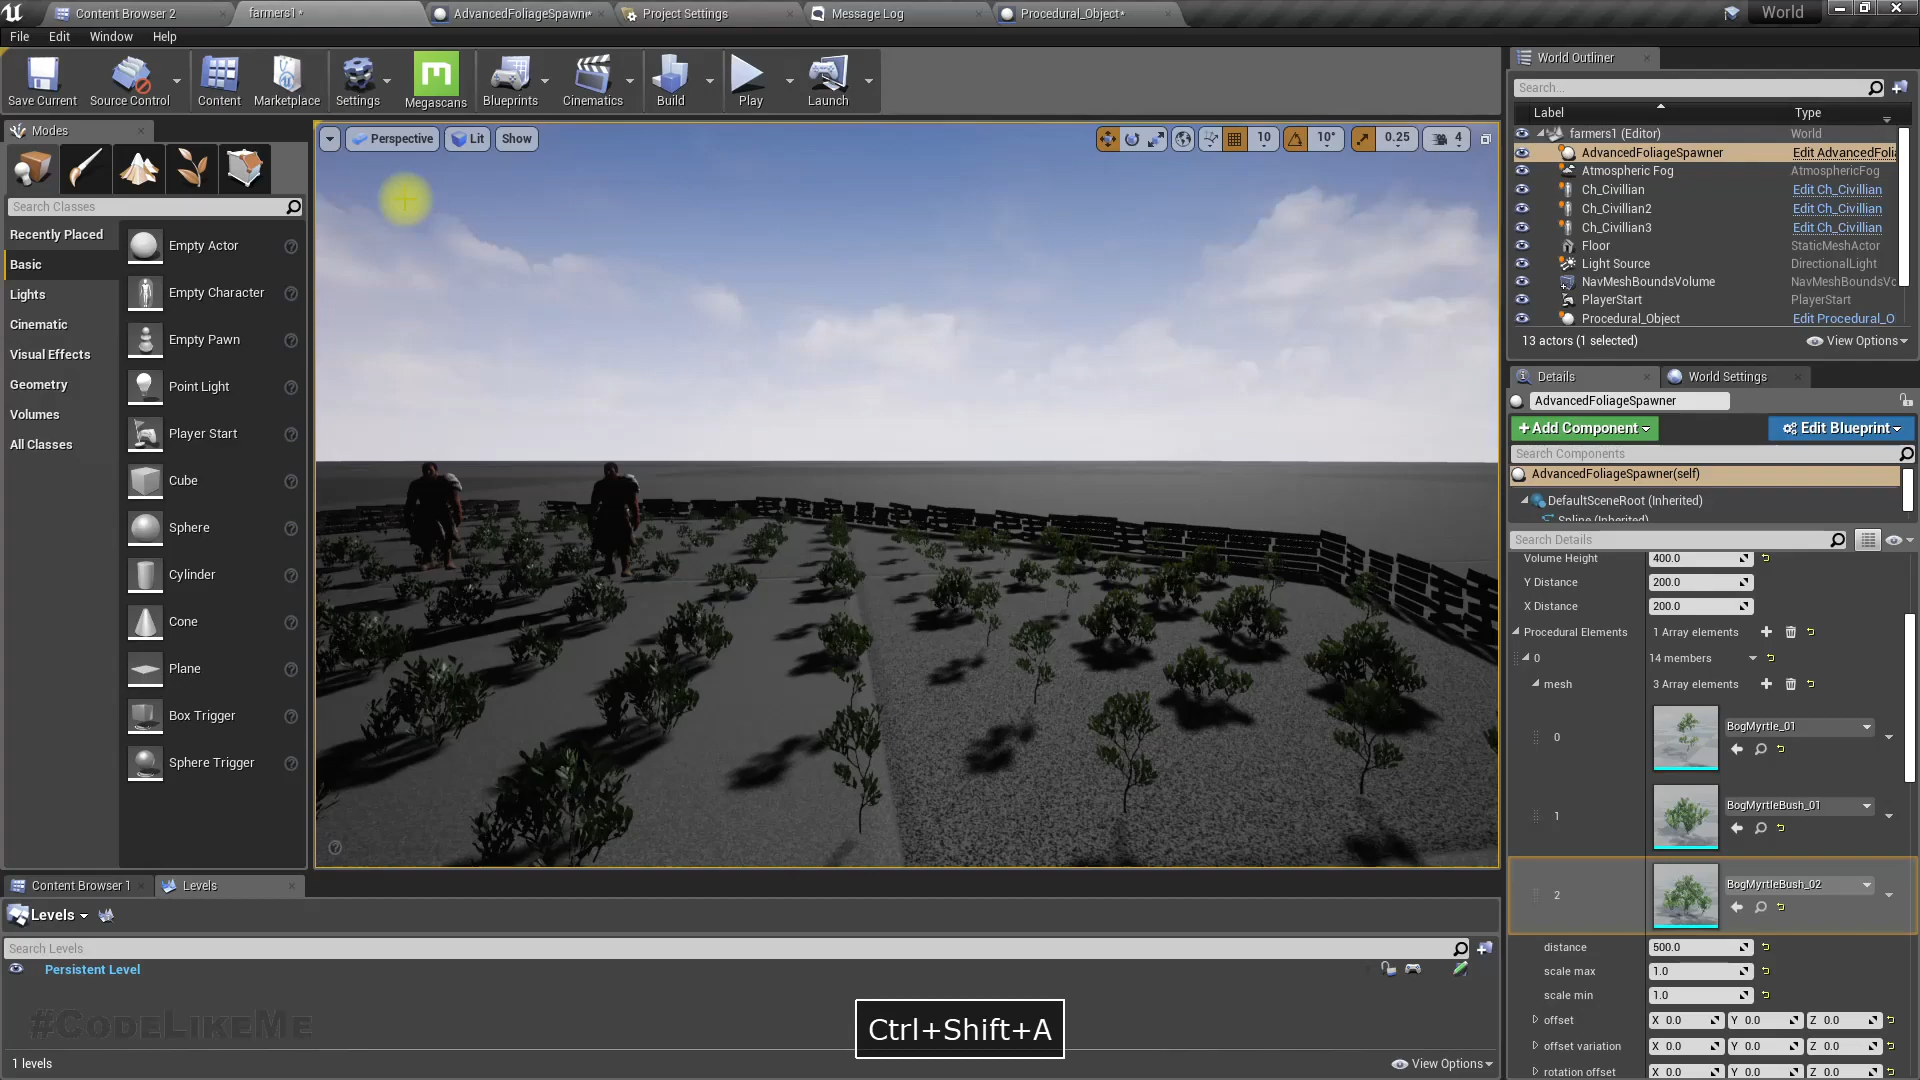 Content Browser 2
farmers1*
AdvancedFoliageSpawn*
Project Settings
Message Log
Procedural_Object*
World
File Edit Window Help
Save Current
Source Control
Content
Marketplace
Settings
Megascans
Blueprints
Cinematics
Build
Play
Launch
Modes
Search Classes
Recently Placed
Basic
Lights
Cinematic
Visual Effects
Geometry
Volumes
All Classes
Empty Actor
Empty Character
Empty Pawn
Point Light
Player Start
Cube
Sphere
Cylinder
Cone
Plane
Box Trigger
Sphere Trigger
Perspective Lit Show
10 10° 0.25 4
World Outliner
Search...
Label Type
farmers1 (Editor) World
AdvancedFoliageSpawner Edit AdvancedFolia
Atmospheric Fog AtmosphericFog
Ch_Civillian Edit Ch_Civillian
Ch_Civillian2 Edit Ch_Civillian
Ch_Civillian3 Edit Ch_Civillian
Floor StaticMeshActor
Light Source DirectionalLight
NavMeshBoundsVolume NavMeshBoundsVo
PlayerStart PlayerStart
Procedural_Object Edit Procedural_O
13 actors (1 selected) View Options
Details World Settings
AdvancedFoliageSpawner
Add Component Edit Blueprint
Search Components
AdvancedFoliageSpawner(self)
DefaultSceneRoot (Inherited)
Spline (Inherited)
Search Details
Volume Height 400.0
Y Distance 200.0
X Distance 200.0
Procedural Elements 1 Array elements
0 14 members
mesh 3 Array elements
0 BogMyrtle_01
1 BogMyrtleBush_01
2 BogMyrtleBush_02
distance 500.0
scale max 1.0
scale min 1.0
offset X 0.0 Y 0.0 Z 0.0
offset variation X 0.0 Y 0.0 Z 0.0
rotation offset X 0.0 Y 0.0 Z 0.0
Content Browser 1 Levels
Levels
Search Levels
Persistent Level
#CodeLikeMe
Ctrl+Shift+A
1 levels View Options